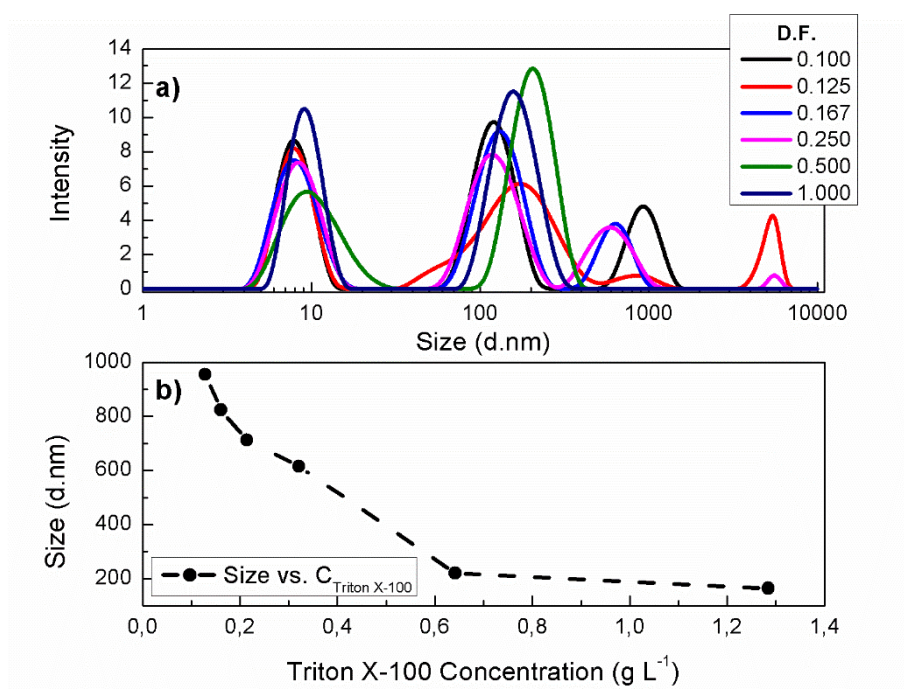 D.F.
0.100
0.125
0.167
0.250
0.500
1.000
a)
14
12
10
8
6
4
2
0
Intensity
1 10 100 1000 10000
Size (d.nm)
b)
1000
800
600
400
200
Size (d.nm)
Size vs. C Triton X-100
0,0 0,2 0,4 0,6 0,8 1,0 1,2 1,4
Triton X-100 Concentration (g L-1)